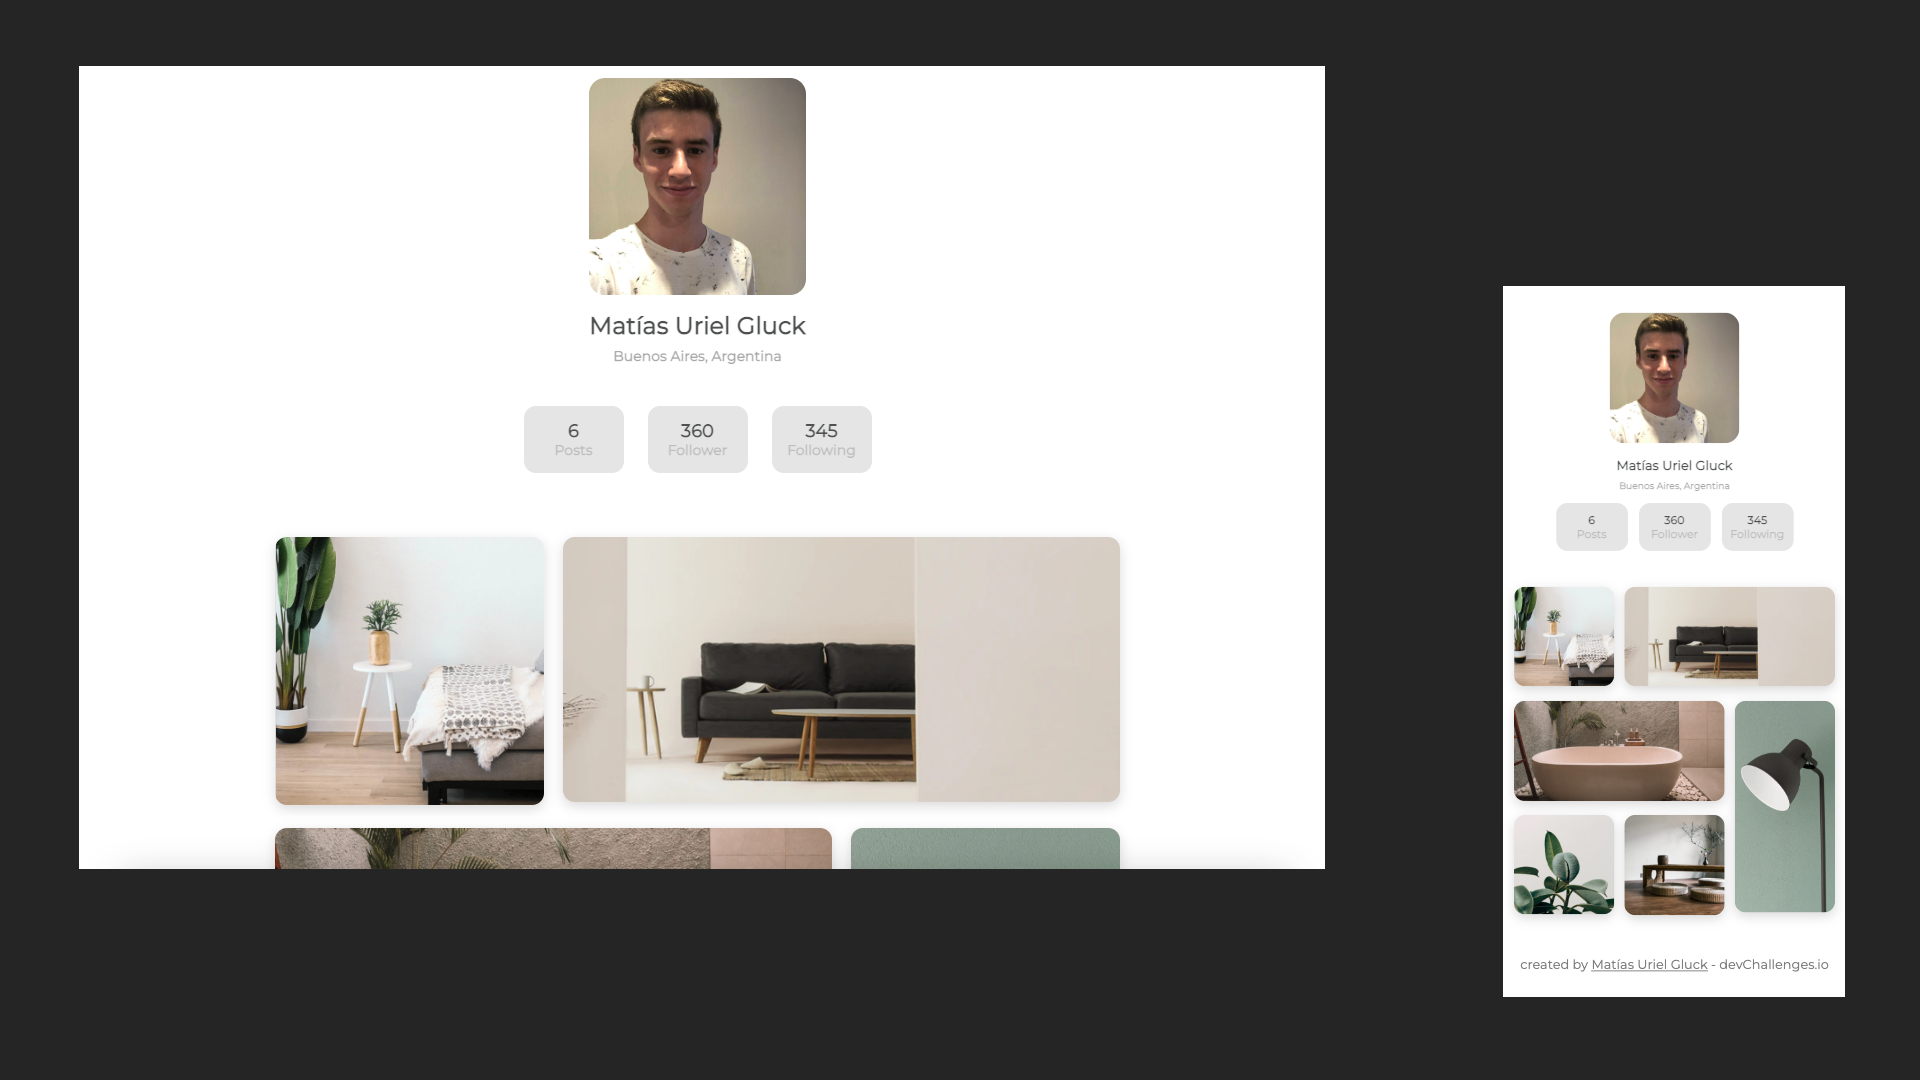 Matías Uriel Gluck
Buenos Aires, Argentina
6
Posts
360
Follower
345
Following
Matías Uriel Gluck
Buenos Aires, Argentina
6
Posts
360
Follower
345
Following
created by Matías Uriel Gluck - devChallenges.io